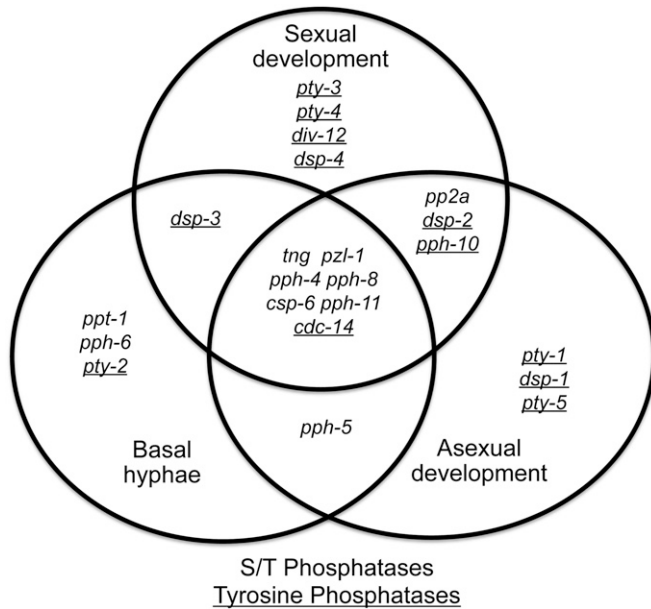 Sexual
development
pty-3
pty-4
div-12
dsp-4
dsp-3
pp2a
dsp-2
pph-10
tng pzl-1
pph-4 pph-8
csp-6 pph-11
cdc-14
ppt-1
pph-6
pty-2
pty-1
dsp-1
pty-5
pph-5
Basal
hyphae
Asexual
development
S/T Phosphatases
Tyrosine Phosphatases